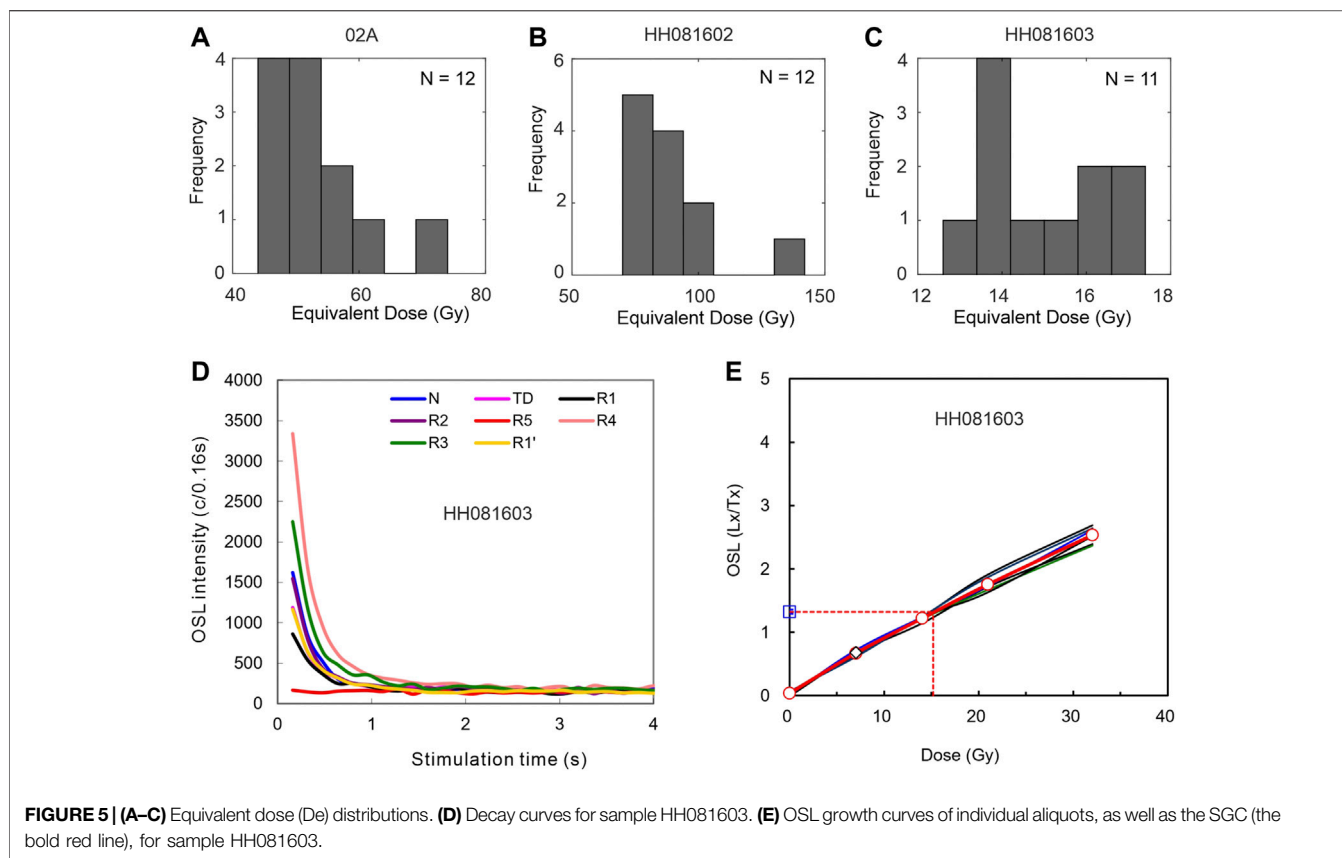 A
02A
N = 12
Frequency
4
3
2
1
0
40
60
80
Equivalent Dose (Gy)
B
HH081602
N = 12
Frequency
6
4
2
0
50
100
150
Equivalent Dose (Gy)
C
HH081603
N = 11
Frequency
4
3
2
1
0
12
14
16
18
Equivalent Dose (Gy)
D
OSL intensity (c/0.16s)
4000
3500
3000
2500
2000
1500
1000
500
0
N
TD
R1
R2
R5
R4
R3
R1'
HH081603
0
1
2
3
4
Stimulation time (s)
E
OSL (Lx/Tx)
5
4
3
2
1
0
HH081603
0
10
20
30
40
Dose (Gy)
FIGURE 5 | (A–C) Equivalent dose (De) distributions. (D) Decay curves for sample HH081603. (E) OSL growth curves of individual aliquots, as well as the SGC (the
bold red line), for sample HH081603.